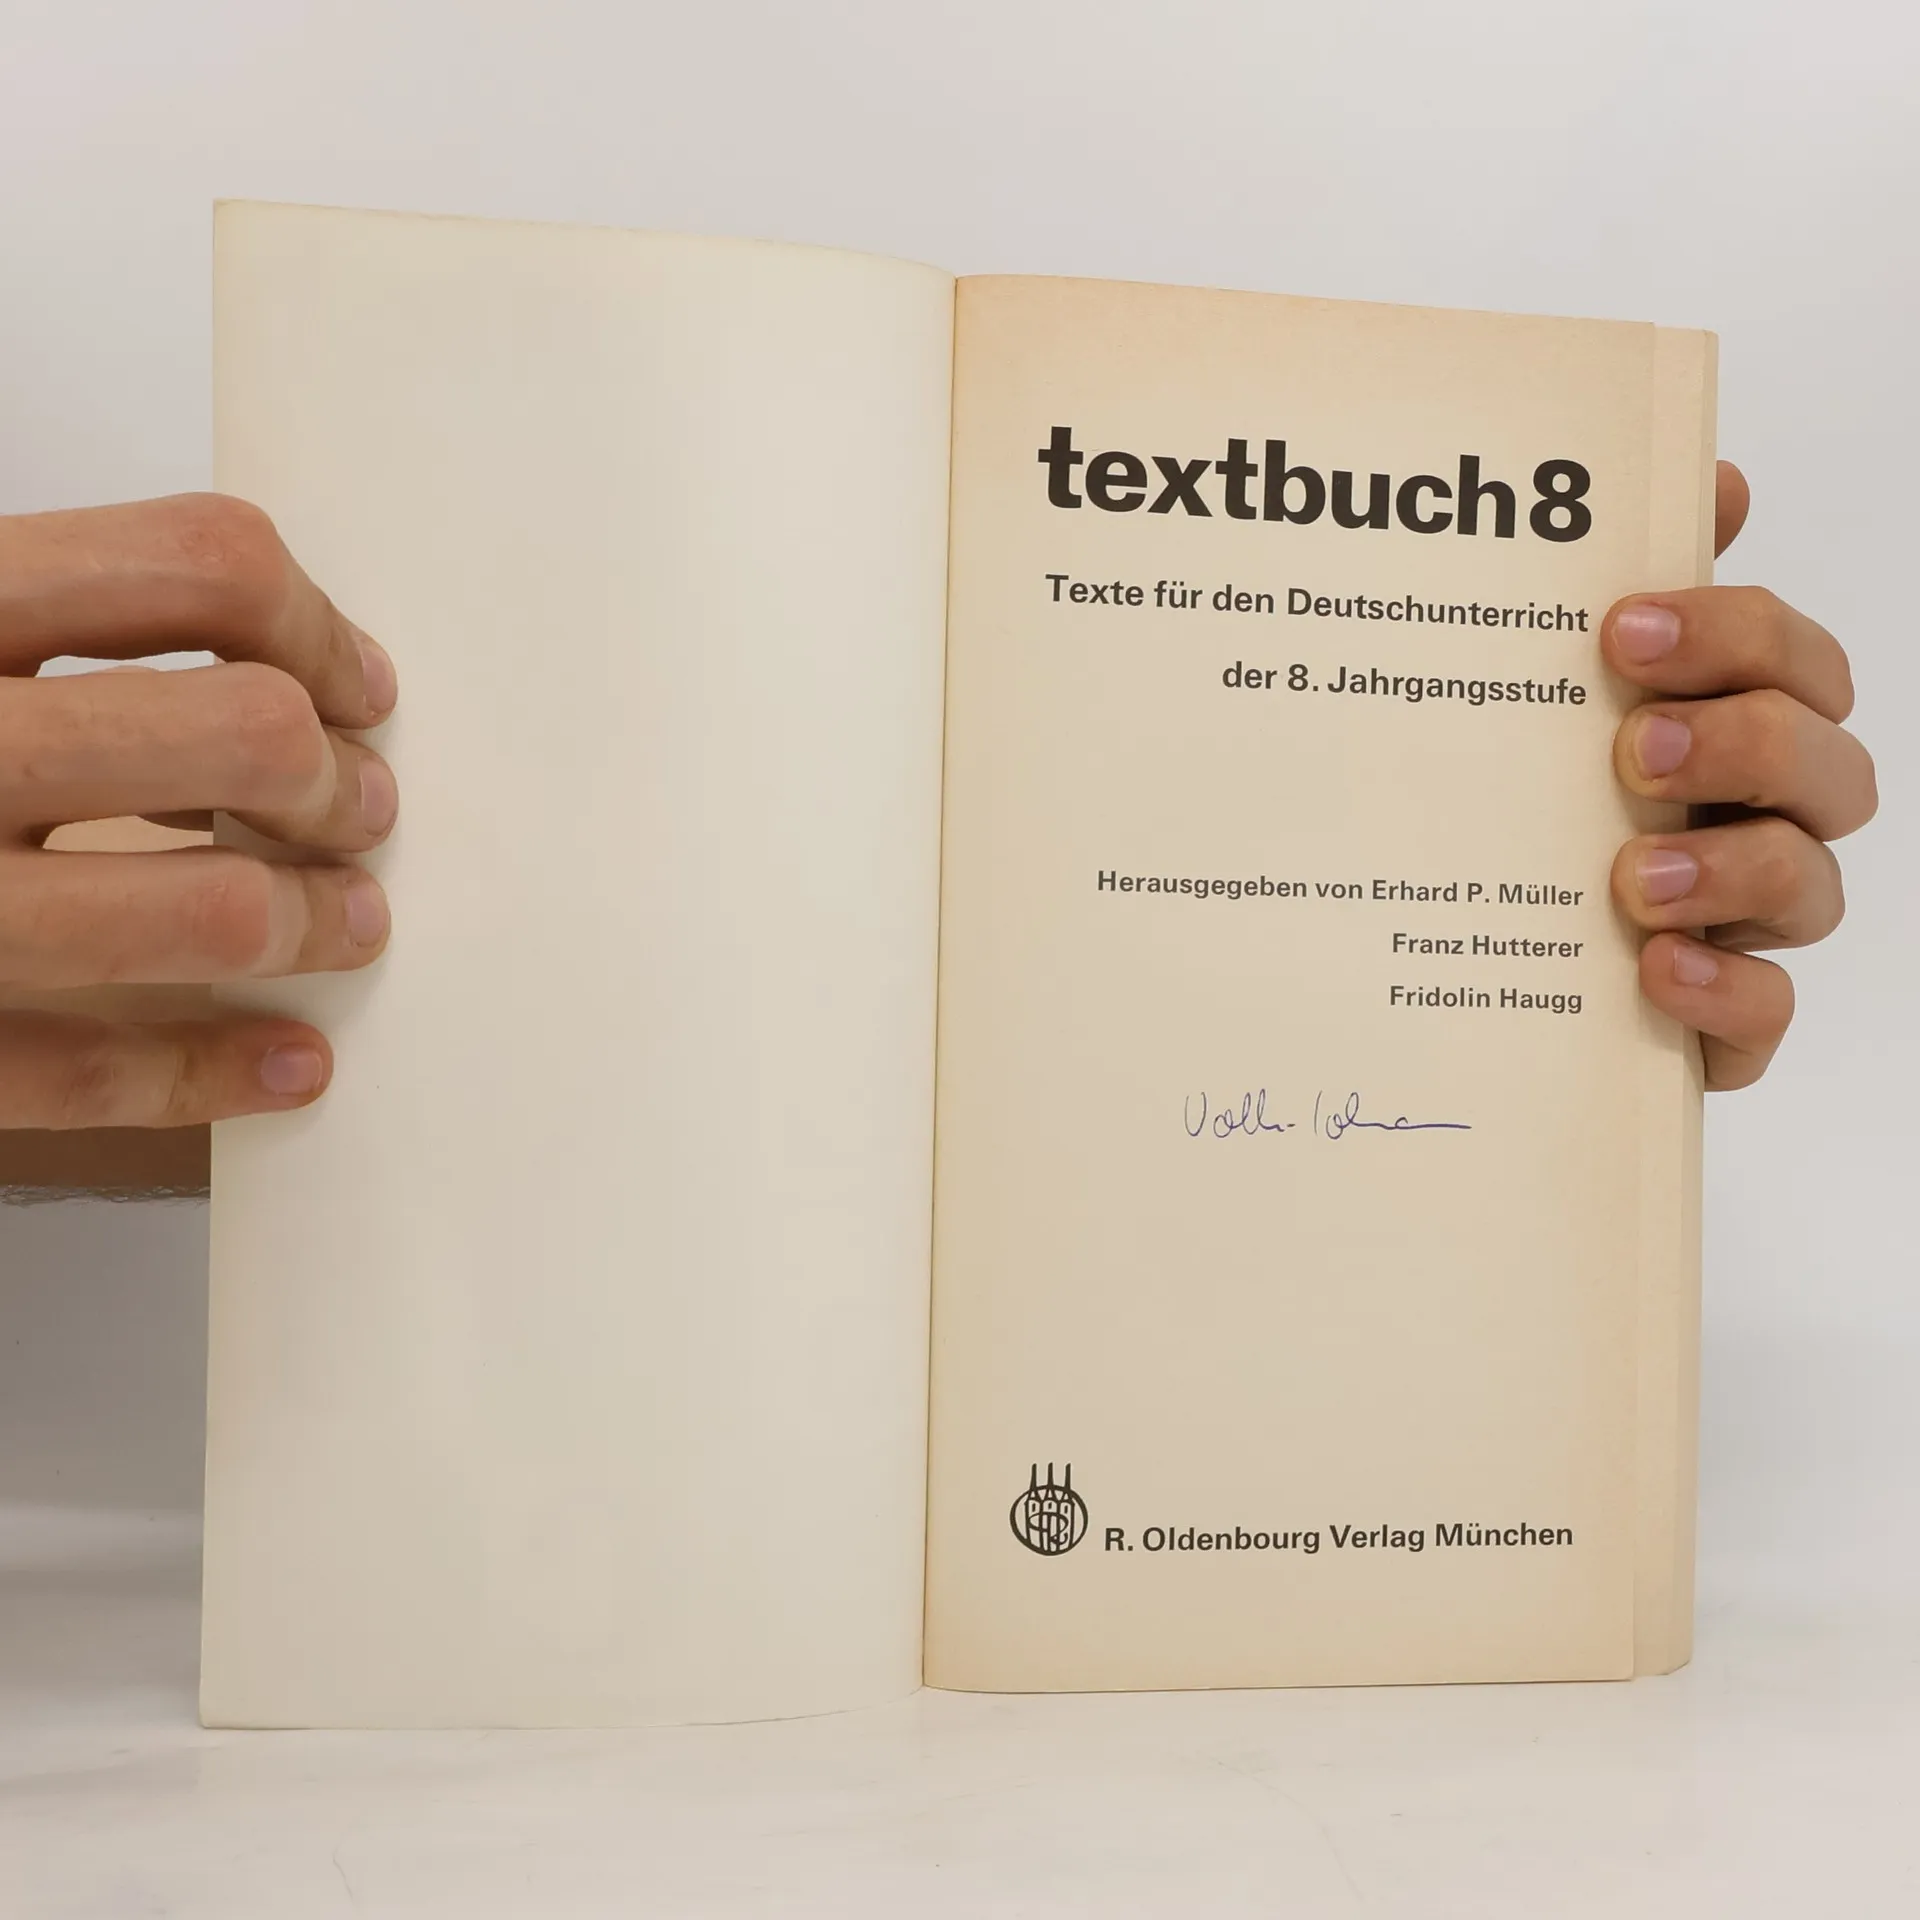 textbuch 8
Texte für den Deutschunterricht
der 8. Jahrgangsstufe
Herausgegeben von Erhard P. Müller
Franz Hutterer
Fridolin Haugg
R. Oldenbourg Verlag München